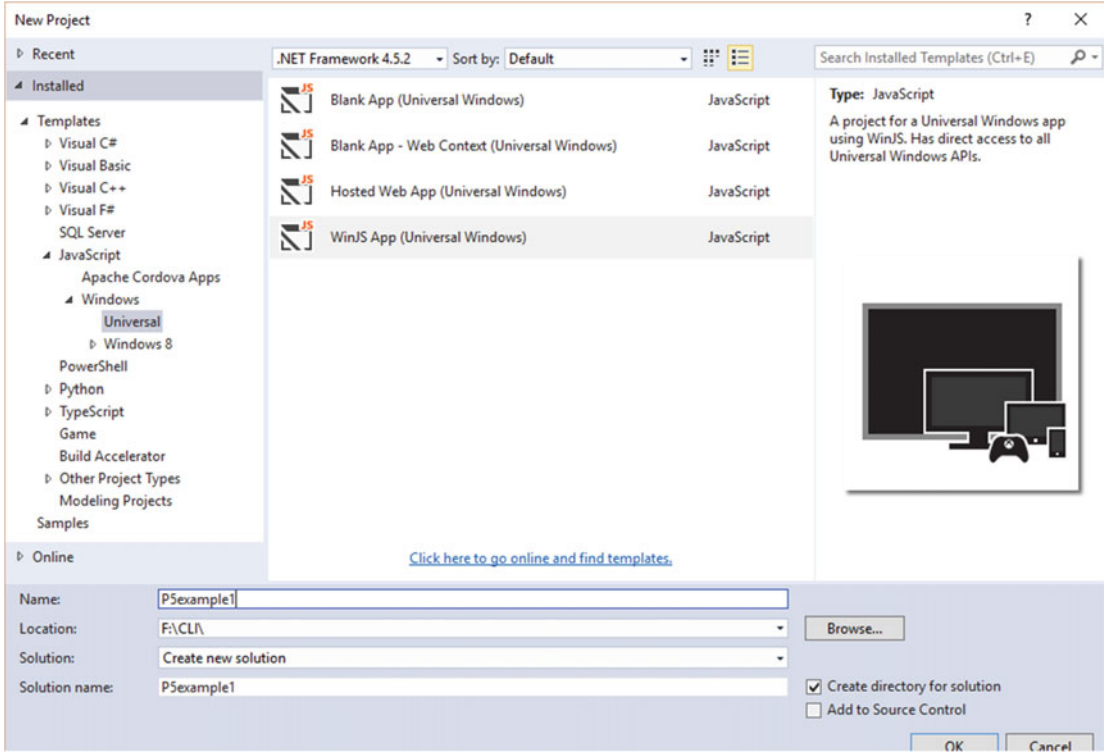 New Project
?
Recent
Installed
Templates
Visual C#
Visual Basic
Visual C++
Visual F#
SQL Server
JavaScript
Apache Cordova Apps
Windows
Universal
Windows 8
PowerShell
Python
TypeScript
Game
Build Accelerator
Other Project Types
Modeling Projects
Samples
Online
.NET Framework 4.5.2 Sort by: Default
JS Blank App (Universal Windows) JavaScript
JS Blank App - Web Context (Universal Windows) JavaScript
JS Hosted Web App (Universal Windows) JavaScript
JS WinJS App (Universal Windows) JavaScript
Click here to go online and find templates.
Search Installed Templates (Ctrl+E)
Type: JavaScript
A project for a Universal Windows app
using WinJS. Has direct access to all
Universal Windows APIs.
Name: P5example1
Location: F:\CLI\ Browse...
Solution: Create new solution
Solution name: P5example1
Create directory for solution
Add to Source Control
OK Cancel